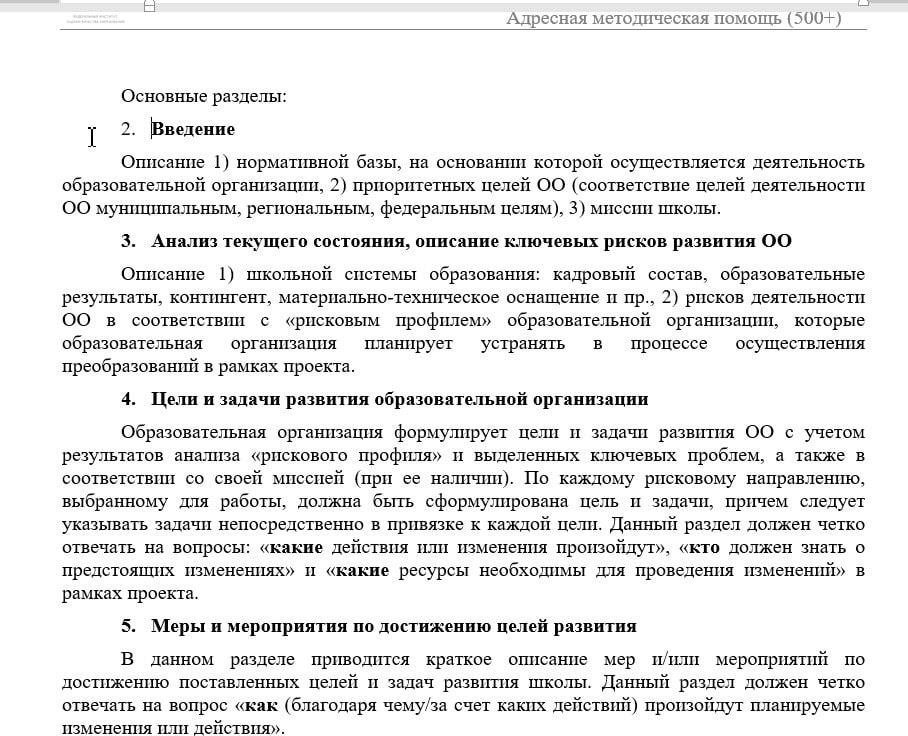 Адресная методическая помощь (500+)
Основные разделы:
2. Введение
Описание 1) нормативной базы, на основании которой осуществляется деятельность
образовательной организации, 2) приоритетных целей ОО (соответствие целей деятельности
ОО муниципальным, региональным, федеральным целям), 3) миссии школы.
3. Анализ текущего состояния, описание ключевых рисков развития ОО
Описание 1) школьной системы образования: кадровый состав, образовательные
результаты, контингент, материально-техническое оснащение и пр., 2) рисков деятельности
ОО в соответствии с «рисковым профилем» образовательной организации, которые
образовательная организация планирует устранять в процессе осуществления
преобразований в рамках проекта.
4. Цели и задачи развития образовательной организации
Образовательная организация формулирует цели и задачи развития ОО с учетом
результатов анализа «рискового профиля» и выделенных ключевых проблем, а также в
соответствии со своей миссией (при ее наличии). По каждому рисковому направлению,
выбранному для работы, должна быть сформулирована цель и задачи, причем следует
указывать задачи непосредственно в привязке к каждой цели. Данный раздел должен четко
отвечать на вопросы: «какие действия или изменения произойдут», «кто должен знать о
предстоящих изменениях» и «какие ресурсы необходимы для проведения изменений» в
рамках проекта.
5. Меры и мероприятия по достижению целей развития
В данном разделе приводится краткое описание мер и/или мероприятий по
достижению поставленных целей и задач развития школы. Данный раздел должен четко
отвечать на вопрос «как (благодаря чему/за счет каких действий) произойдут планируемые
изменения или действия».